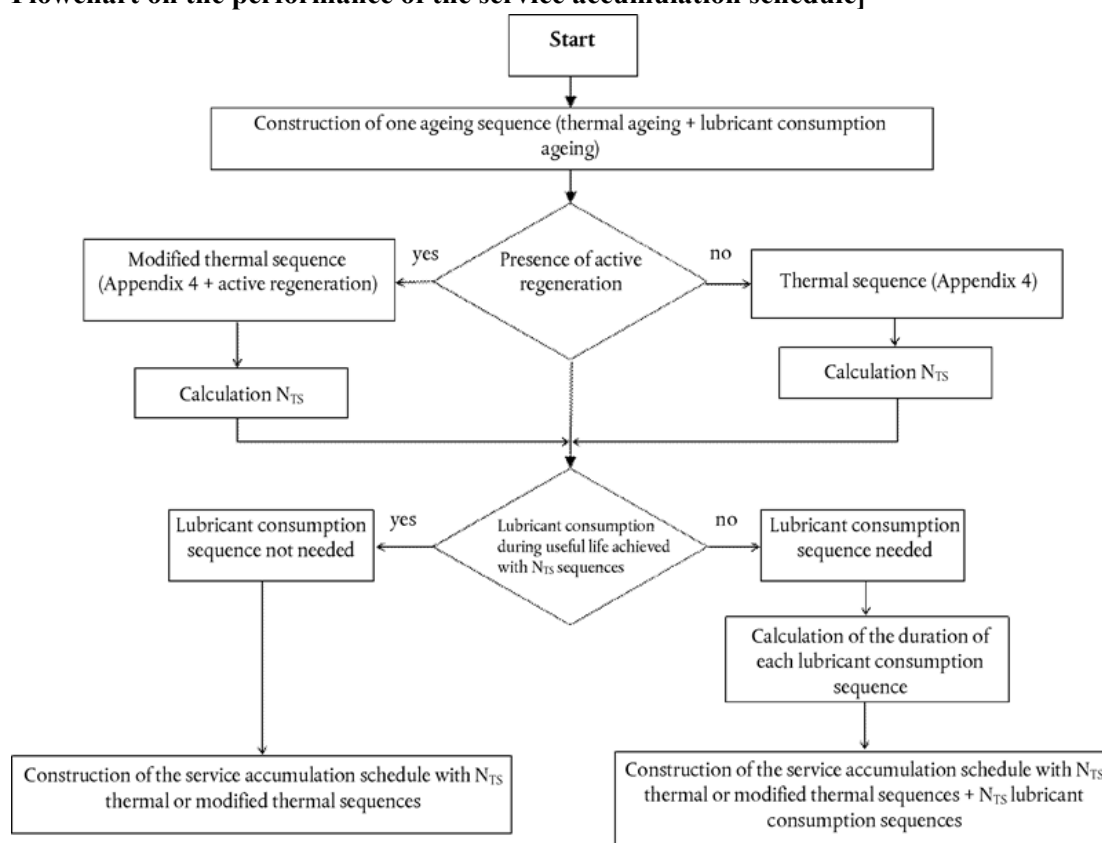 Flowchart on the performance of the service accumulation schedule]
Start
Construction of one ageing sequence (thermal ageing + lubricant consumption
ageing)
Presence of active
regeneration
yes
no
Modified thermal sequence
(Appendix 4 + active regeneration)
Thermal sequence (Appendix 4)
Calculation NTS
Calculation NTS
Lubricant consumption
during useful life achieved
with NTS sequences
yes
no
Lubricant consumption
sequence not needed
Lubricant consumption
sequence needed
Calculation of the duration of
each lubricant consumption
sequence
Construction of the service accumulation schedule with NTS
thermal or modified thermal sequences
Construction of the service accumulation schedule with NTS
thermal or modified thermal sequences + NTS lubricant
consumption sequences